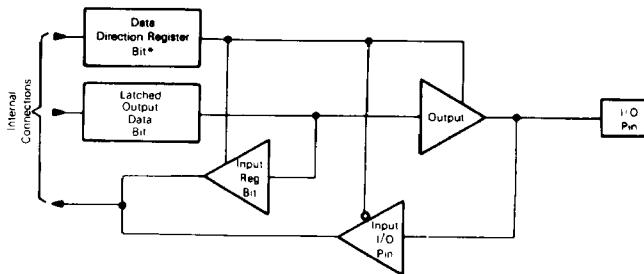 Data
Direction Register
Bit*
Latched
Output
Data
Bit
Internal
Connections
Output
I/O
Pin
Input
Reg
Bit
Input
I/O
Pin